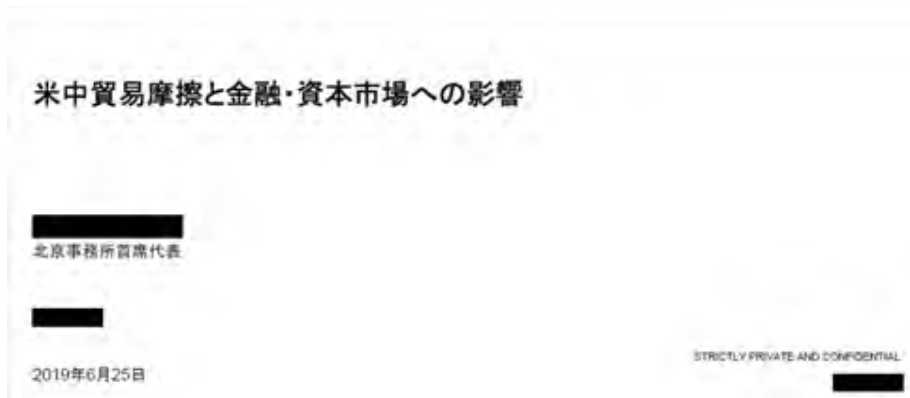 米中貿易摩擦と金融・資本市場への影響
北京事務所首席代表
2019年6月25日
STRICTLY PRIVATE AND CONFIDENTIAL